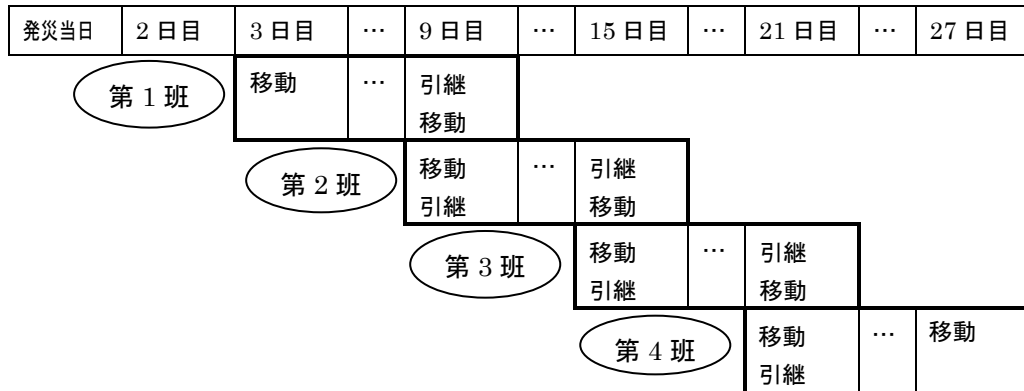 発災当日 2日目 3日目 … 9日目 … 15日目 … 21日目 … 27日目
第1班 移動 … 引継
移動
第2班 移動 … 引継
引継 移動
第3班 移動 … 引継
引継 移動
第4班 移動 … 移動
引継